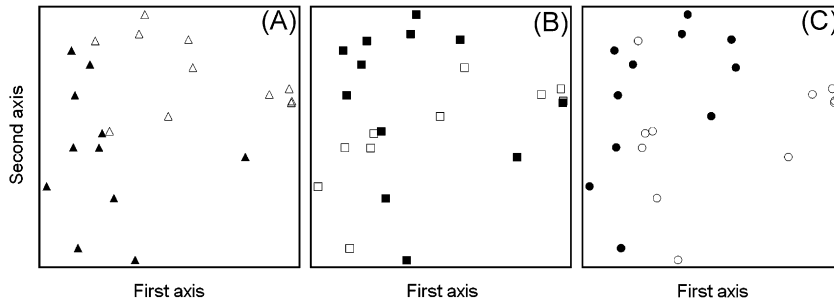 (A)
(B)
(C)
Second axis
First axis
First axis
First axis